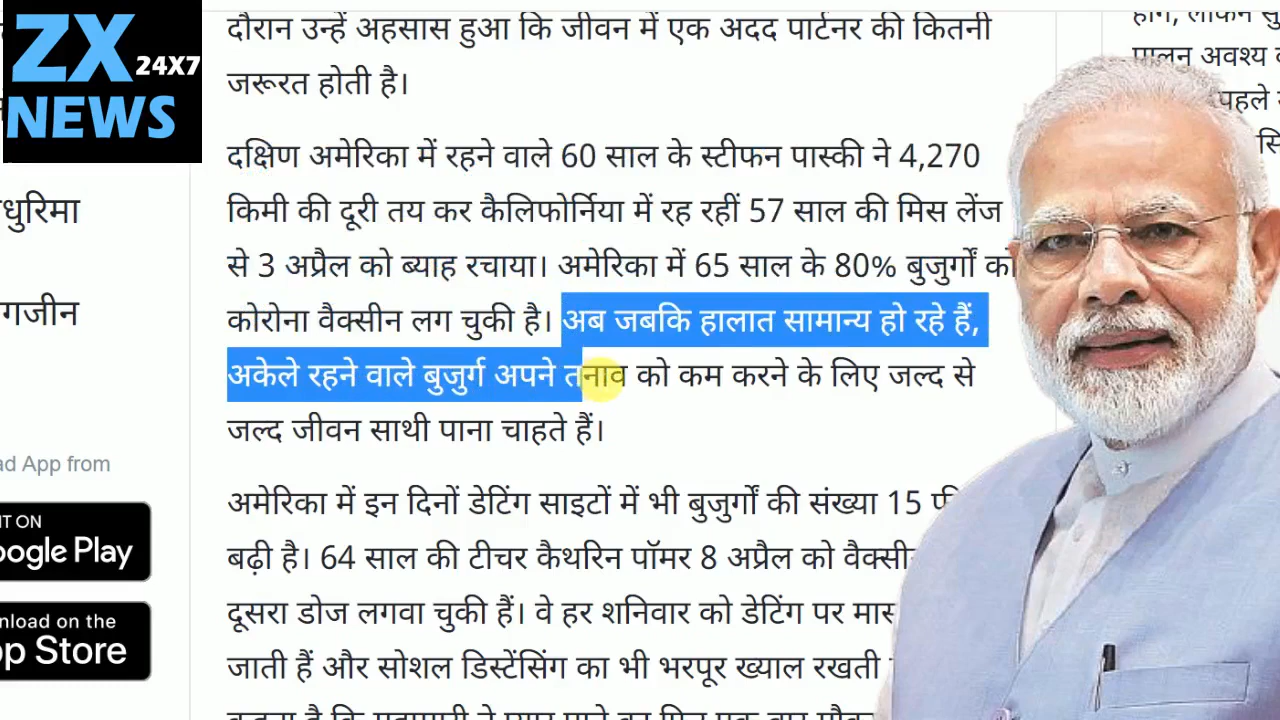 ZX 24X7
NEWS
दौरान उन्हें अहसास हुआ कि जीवन में एक अदद पार्टनर की कितनी
जरूरत होती है।
दक्षिण अमेरिका में रहने वाले 60 साल के स्टीफन पास्की ने 4,270
किमी की दूरी तय कर कैलिफोर्निया में रह रहीं 57 साल की मिस लेंज
से 3 अप्रैल को ब्याह रचाया। अमेरिका में 65 साल के 80% बुजुर्गों को
कोरोना वैक्सीन लग चुकी है। अब जबकि हालात सामान्य हो रहे हैं,
अकेले रहने वाले बुजुर्ग अपने तनाव को कम करने के लिए जल्द से
जल्द जीवन साथी पाना चाहते हैं।
अमेरिका में इन दिनों डेटिंग साइटों में भी बुजुर्गों की संख्या 15
बढ़ी है। 64 साल की टीचर कैथरिन पॉमर 8 अप्रैल को
दूसरा डोज लगवा चुकी हैं। वे हर शनिवार को डेटिंग पर
जाती हैं और सोशल डिस्टेंसिंग का भी भरपूर ख्याल रखती
धुरिमा
गजीन
ad App from
IT ON
oogle Play
nload on the
pp Store
पालन अवश्य
पहले